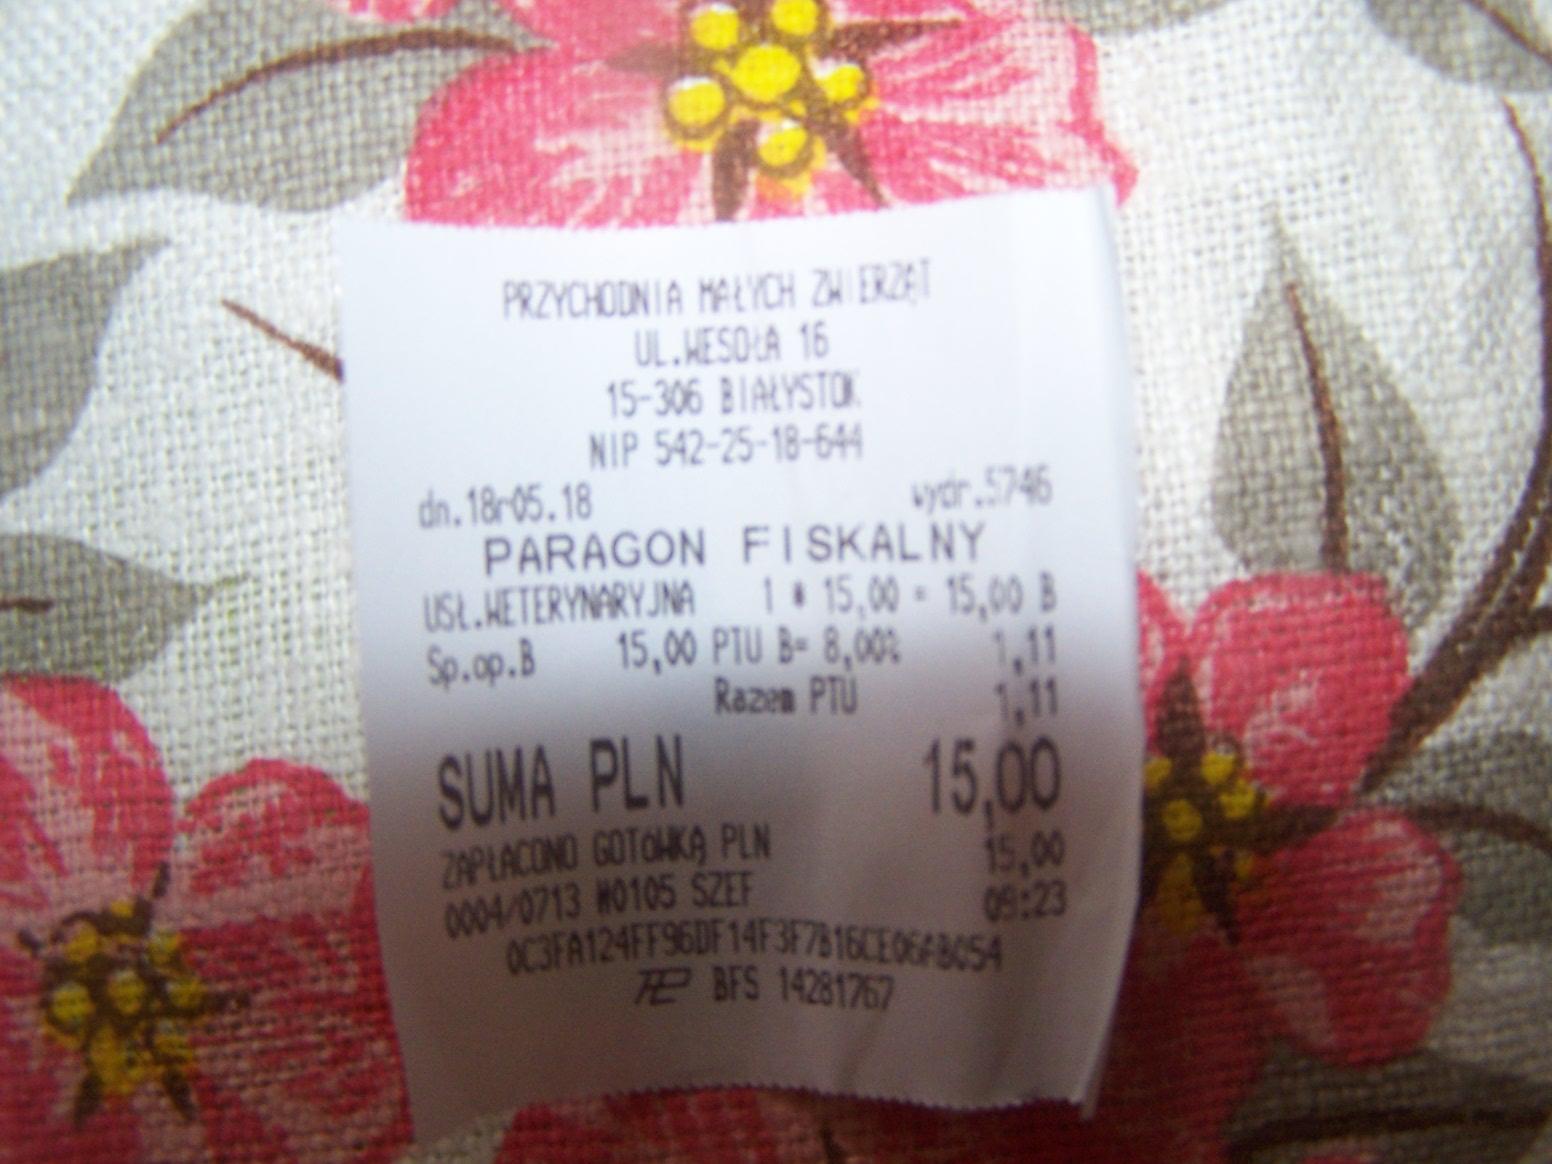 PRZYCHODNIA MAŁYCH ZWIERZĄT
UL.WESOŁA 16
15-306 BIAŁYSTOK
NIP 542-25-18-644
dn.18r05.18 wydr.5746
PARAGON FISKALNY
USŁ.WETERYNARYJNA 1 * 15,00 = 15,00 B
Sp.op.B 15,00 PTU B= 8,00% 1,11
Razem PTU 1,11
SUMA PLN 15,00
ZAPŁACONO GOTÓWKĄ PLN 15,00
0004/0713 #0105 SZEF 09:23
BFS 14281767